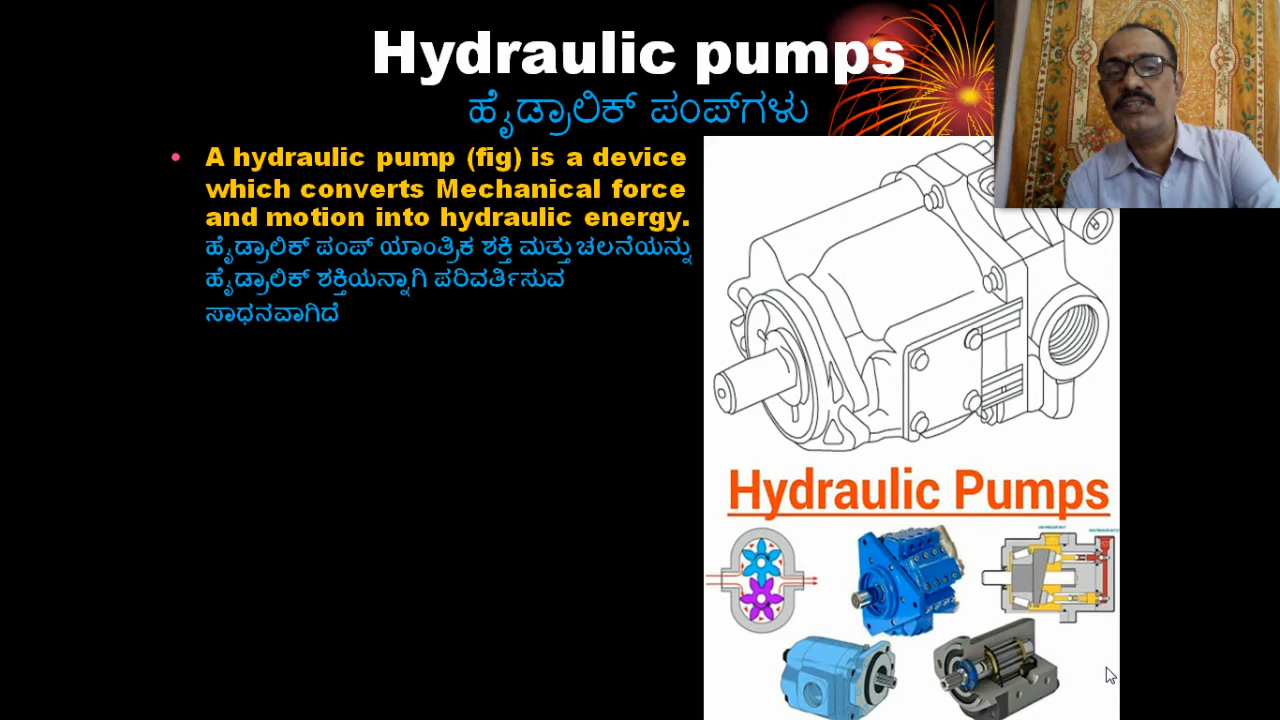 Hydraulic pumps
ಹೈಡ್ರಾಲಿಕ್ ಪಂಪ್‌ಗಳು
• A hydraulic pump (fig) is a device
which converts Mechanical force
and motion into hydraulic energy.
ಹೈಡ್ರಾಲಿಕ್ ಪಂಪ್ ಯಾಂತ್ರಿಕ ಶಕ್ತಿ ಮತ್ತು ಚಲನೆಯನ್ನು
ಹೈಡ್ರಾಲಿಕ್ ಶಕ್ತಿಯನ್ನಾಗಿ ಪರಿವರ್ತಿಸುವ
ಸಾಧನವಾಗಿದೆ
Hydraulic Pumps